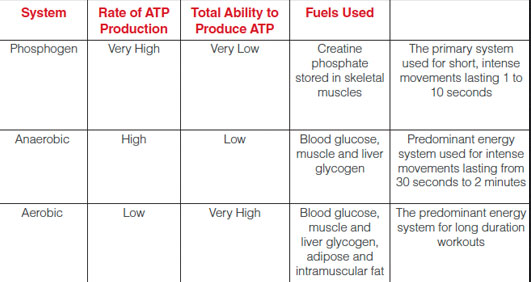 System
Rate of ATP
Production
Total Ability to
Produce ATP
Fuels Used
Phosphogen
Very High
Very Low
Creatine
phosphate
stored in skeletal
muscles
The primary system
used for short, intense
movements lasting 1 to
10 seconds
Anaerobic
High
Low
Blood glucose,
muscle and liver
glycogen
Predominant energy
system used for intense
movements lasting from
30 seconds to 2 minutes
Aerobic
Low
Very High
Blood glucose,
muscle and
liver glycogen,
adipose and
intramuscular fat
The predominant energy
system for long duration
workouts